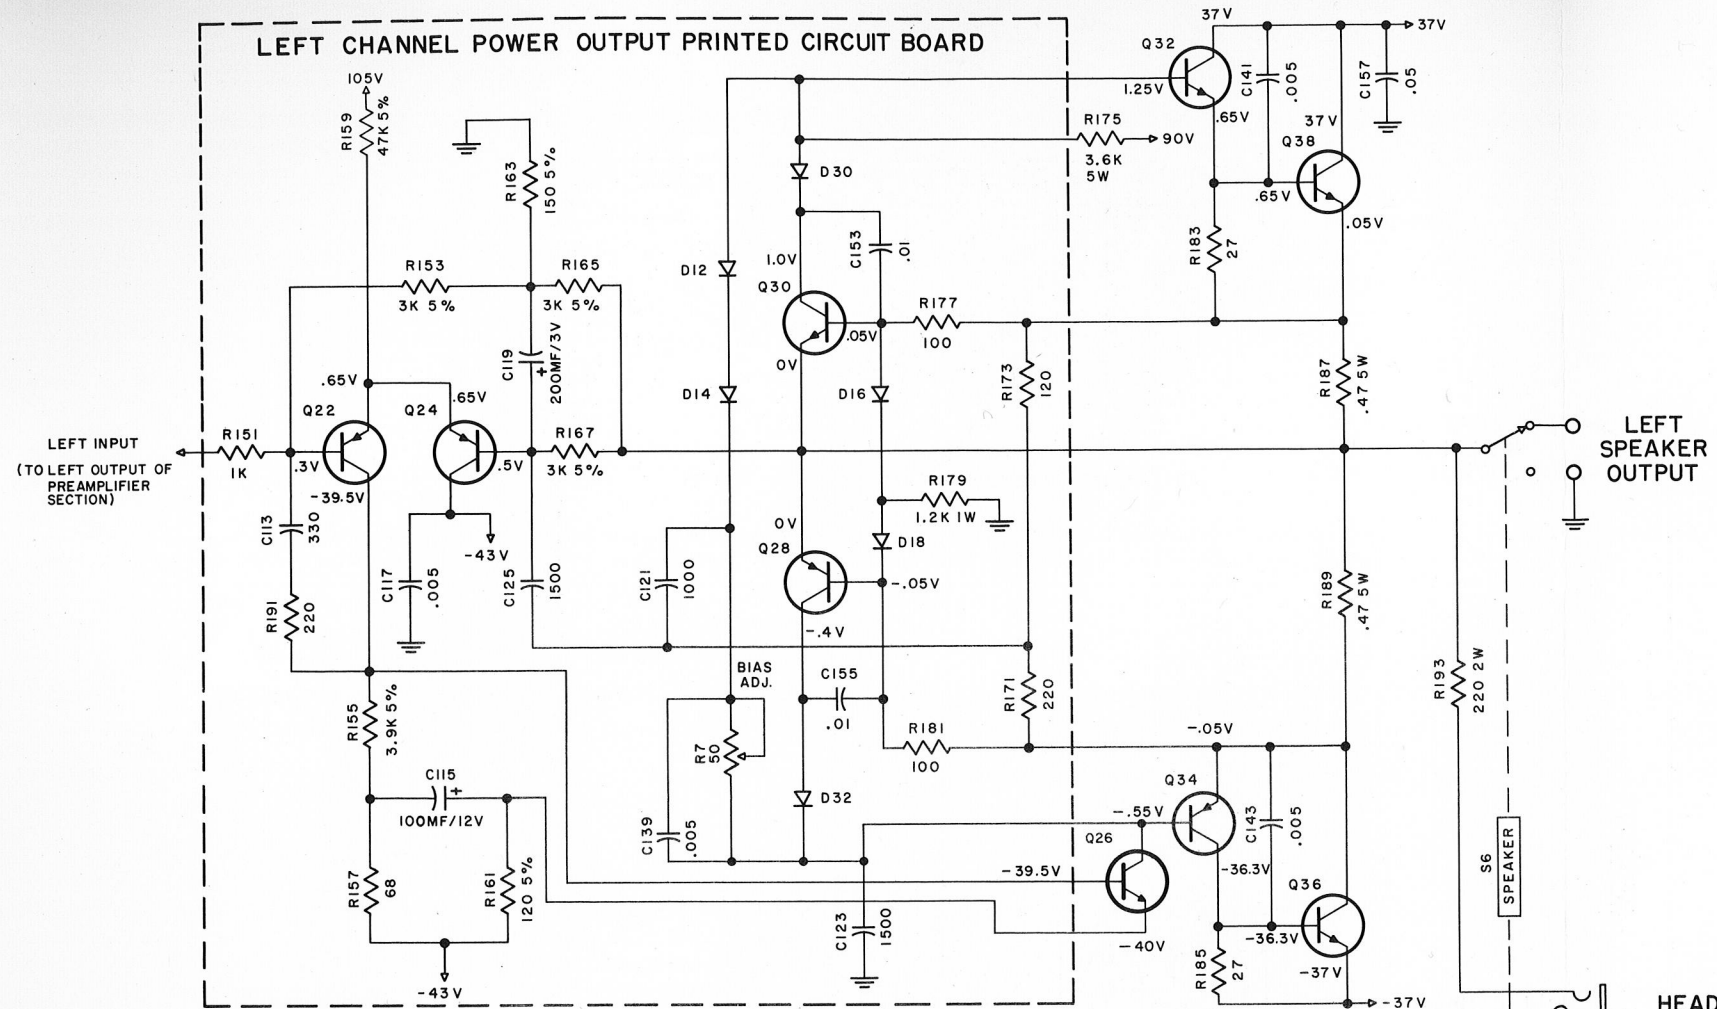 LEFT CHANNEL POWER OUTPUT PRINTED CIRCUIT BOARD
105V
R159
47K 5%
R163
150 5%
R153
3K 5%
R165
3K 5%
C119
200MF/3V
+
.65V
Q22
Q24
.65V
LEFT INPUT
(TO LEFT OUTPUT OF
PREAMPLIFIER
SECTION)
R151
1K
.3V
-39.5V
.5V
R167
3K 5%
C113
330
-43V
C117
.005
C125
1500
R191
220
R155
3.9K 5%
C115
+
100MF/12V
R157
68
R161
120 5%
-43V
D12
D14
C121
1000
BIAS
ADJ.
R7
50
C139
.005
D30
C153
.01
1.0V
Q30
.05V
0V
R177
100
D16
R173
120
R179
1.2K 1W
0V
Q28
D18
-.05V
-.4V
C155
.01
R171
220
R181
100
D32
C123
1500
-39.5V
37V
37V
Q32
1.25V
.65V
C141
.005
C157
.05
R175
3.6K
5W
90V
37V
Q38
.65V
.05V
R183
27
R187
.47 5W
LEFT
SPEAKER
OUTPUT
R189
.47 5W
R193
220 2W
-.05V
Q34
-.55V
Q26
C143
.005
-36.3V
Q36
-36.3V
-40V
R185
27
-37V
-37V
S6
SPEAKER
HEAD